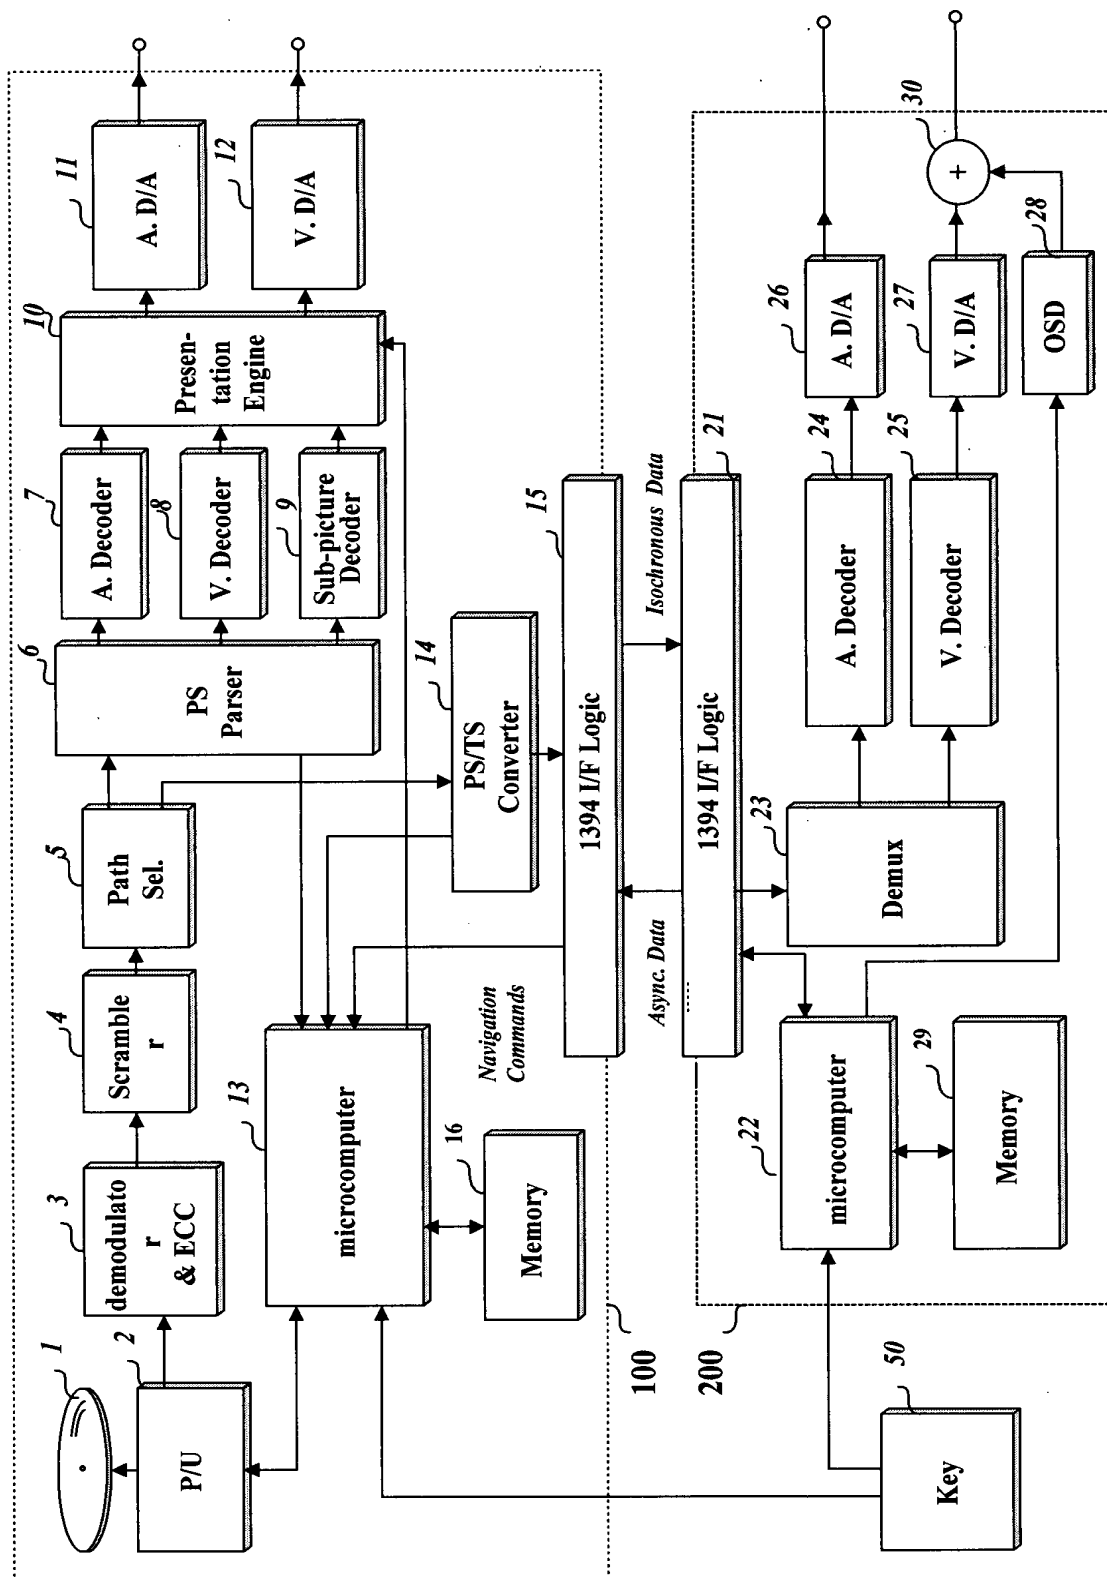 1
2
P/U
3
demodulato
r
& ECC
4
Scramble
r
5
Path
Sel.
6
PS
Parser
7
A. Decoder
8
V. Decoder
9
Sub-picture
Decoder
10
Presen-
tation
Engine
11
A. D/A
12
V. D/A
13
microcomputer
16
Memory
Navigation
Commands
14
PS/TS
Converter
15
1394 I/F Logic
100
Async. Data
Isochronous Data
200
21
1394 I/F Logic
50
Key
22
microcomputer
29
Memory
23
Demux
24
A. Decoder
25
V. Decoder
26
A. D/A
27
V. D/A
28
OSD
30
+